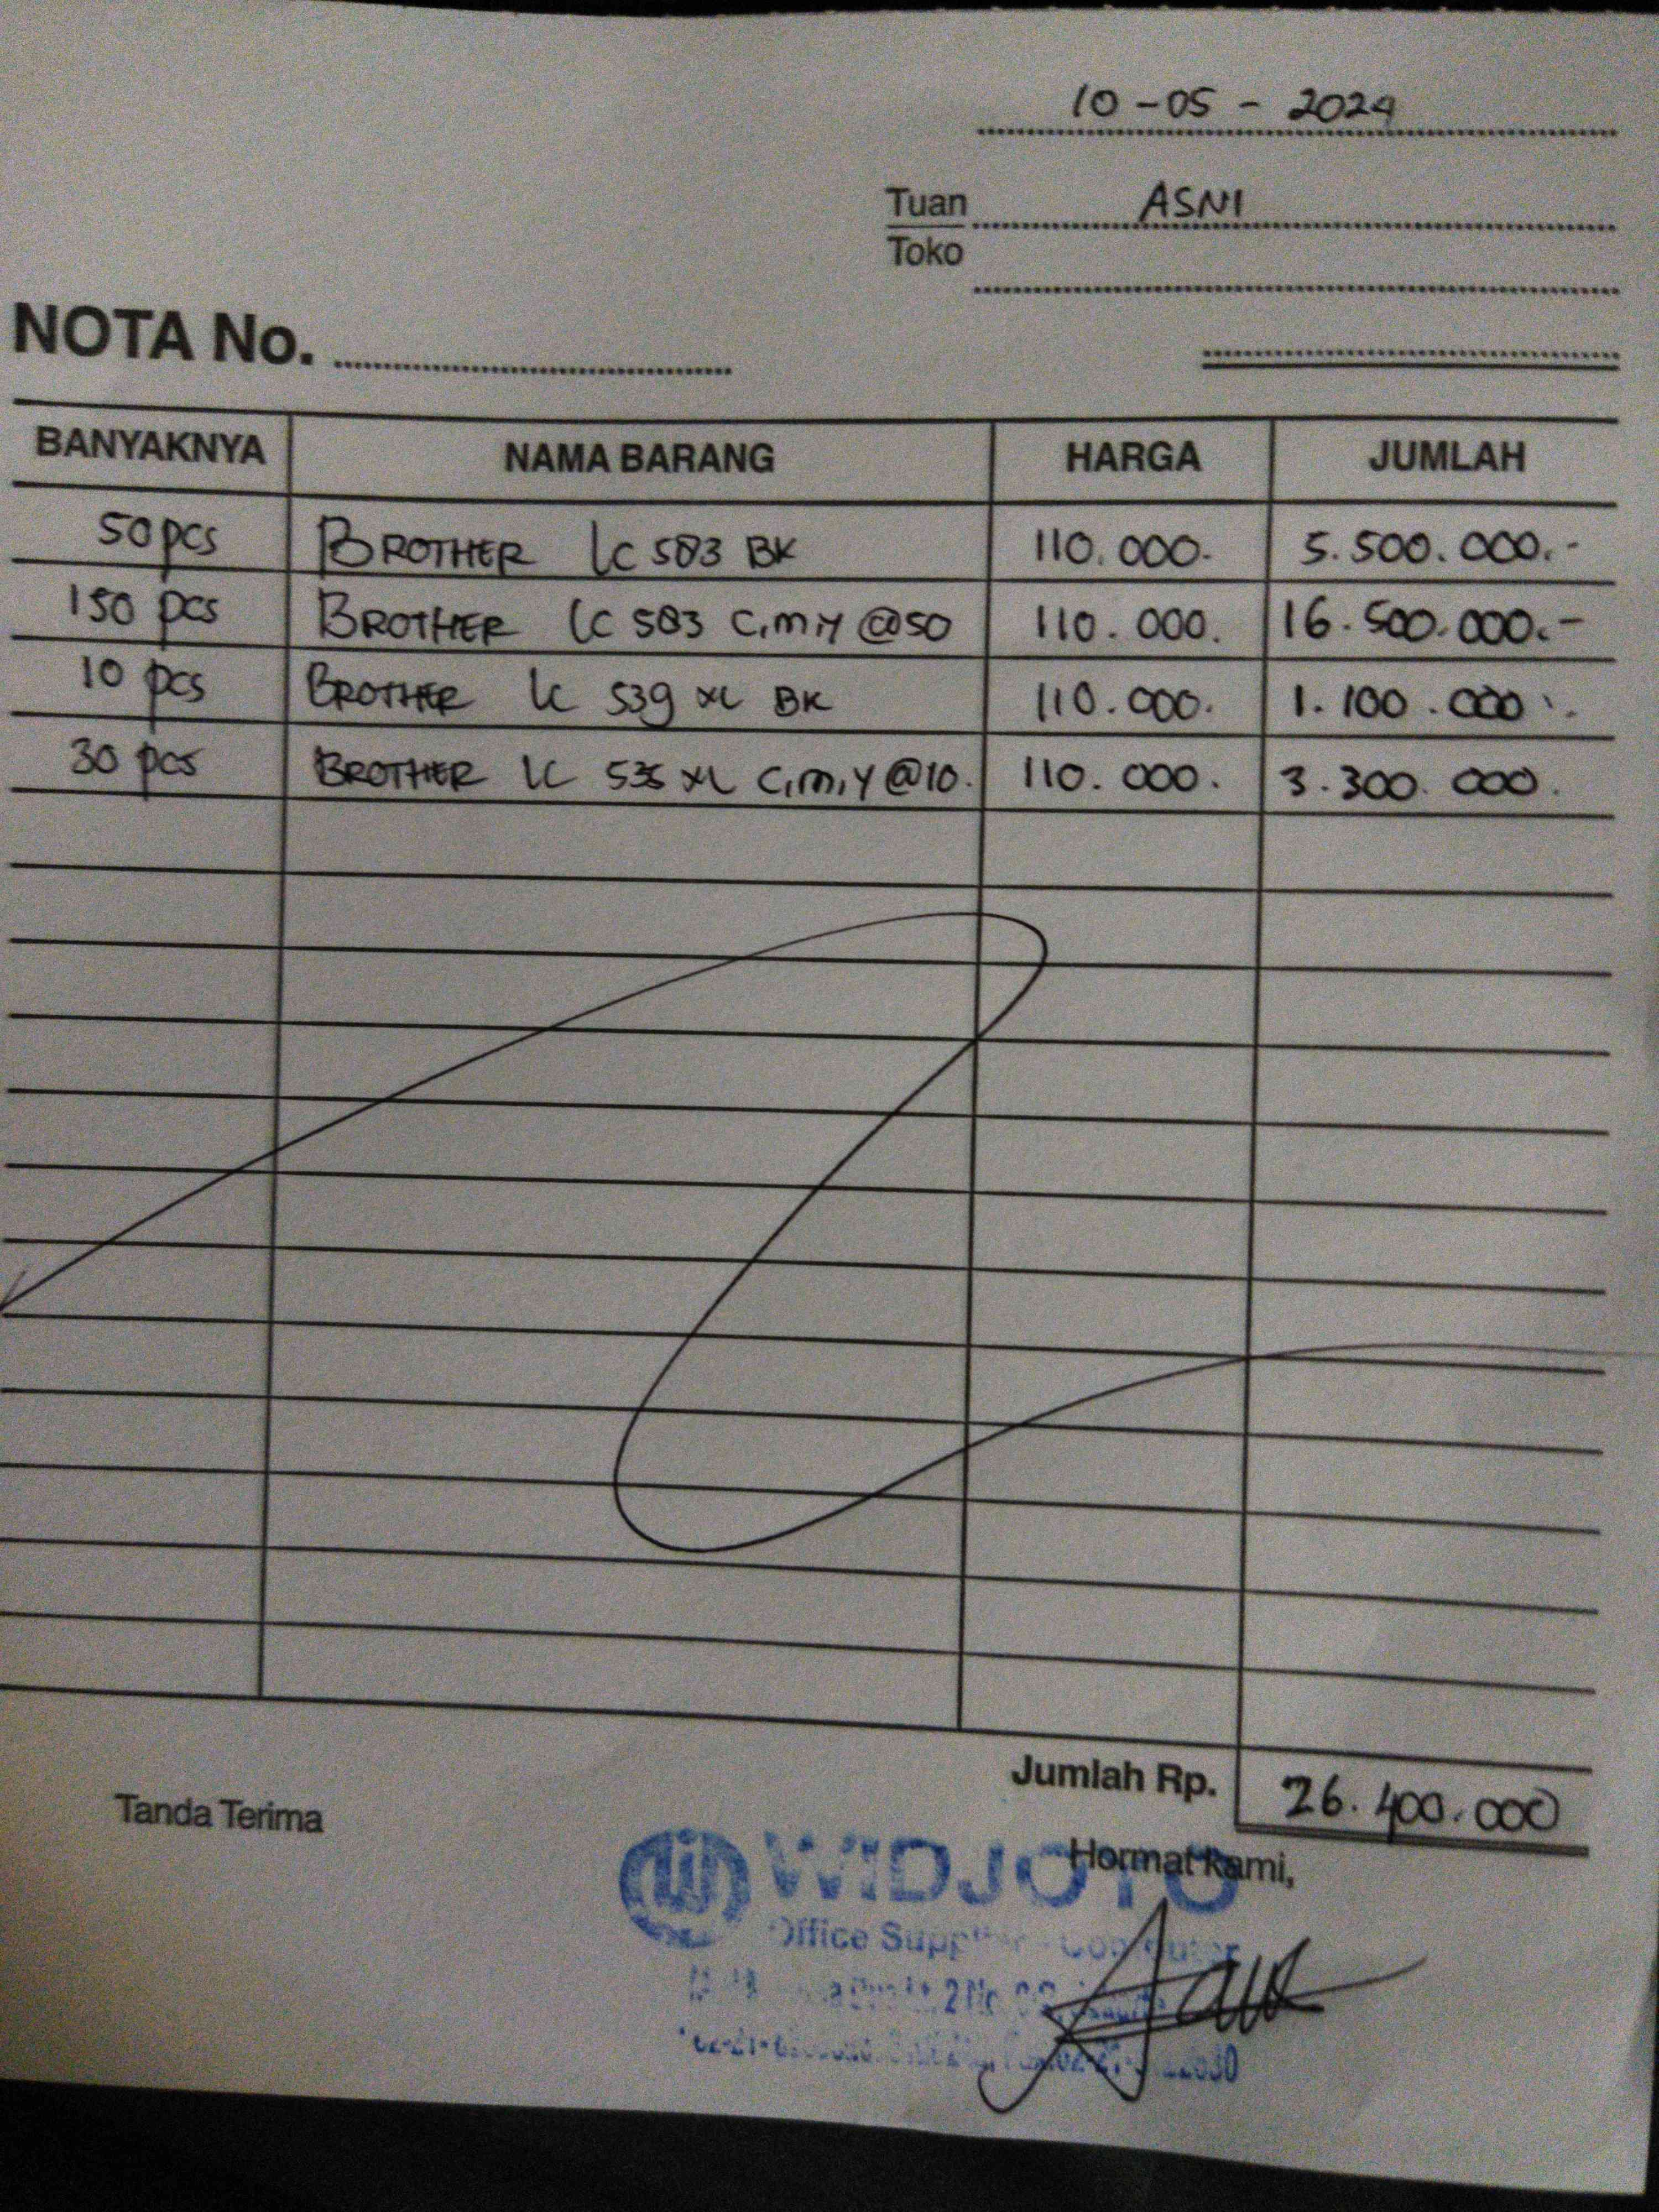 10-05-2024
Tuan ASNI
Toko
NOTA No.
BANYAKNYA NAMA BARANG HARGA JUMLAH
50 pcs BROTHER LC 583 BK 110.000. 5.500.000.-
150 pcs BROTHER LC 583 C,M,Y @50 110.000. 16.500.000.-
10 pcs BROTHER LC 539 XL BK 110.000. 1.100.000.
30 pcs BROTHER LC 535 XL C,M,Y @10. 110.000. 3.300.000.
Jumlah Rp. 26.400.000
Tanda Terima
Hormat Kami,
WIDJOYO
Office